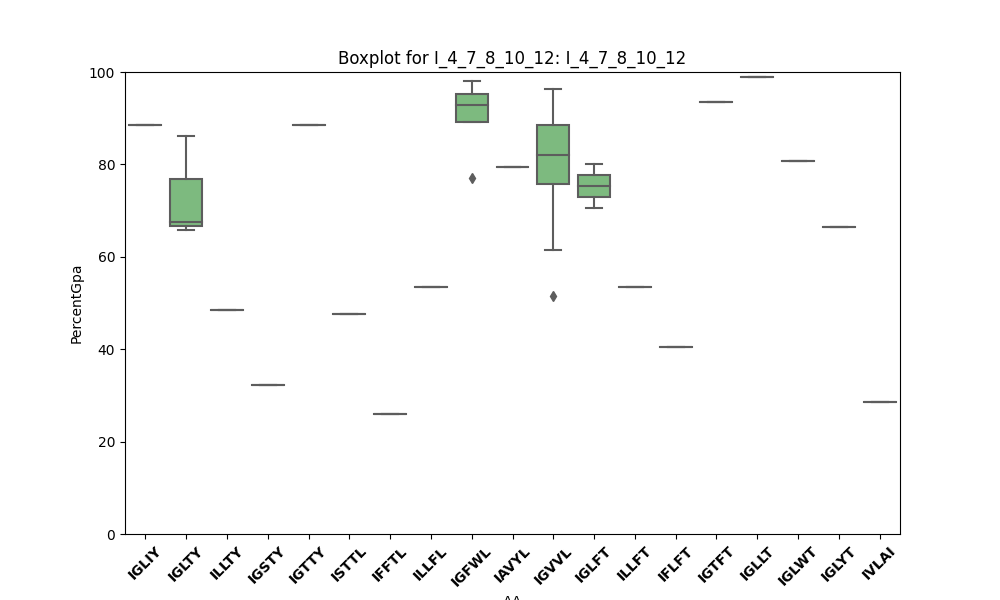 Boxplot for I_4_7_8_10_12: I_4_7_8_10_12
PercentGpa
100
80
60
40
20
0
IGLIY
IGLTY
ILLTY
IGSTY
IGTTY
ISTTL
IFFTL
ILLFL
IGFWL
IAVYL
IGVVL
IGLFT
ILLFT
IFLFT
IGTFT
IGLLT
IGLWT
IGLYT
IVLAI
AA